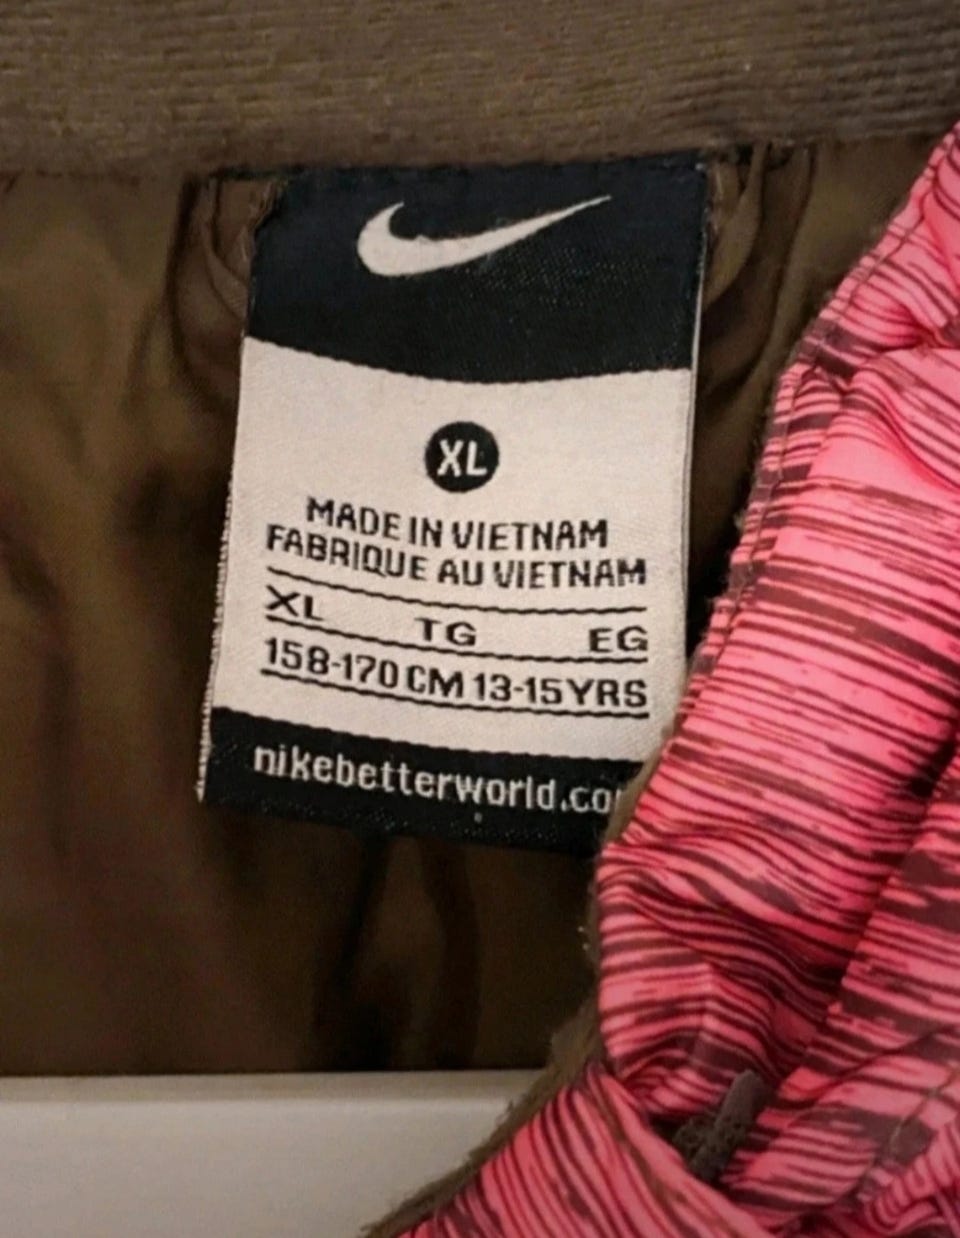 XL
MADE IN VIETNAM
FABRIQUE AU VIETNAM
XL TG EG
158-170 CM 13-15 YRS
nikebetterworld.co